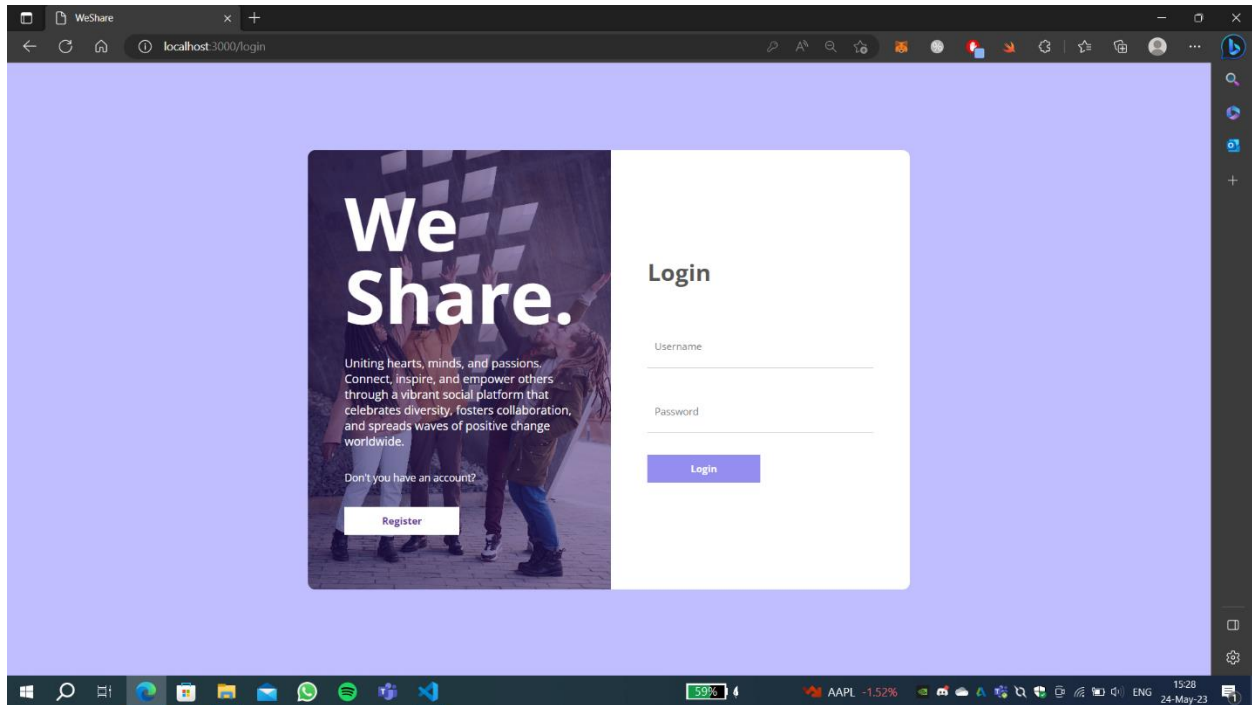 WeShare
localhost:3000/login
We
Share.
Uniting hearts, minds, and passions.
Connect, inspire, and empower others
through a vibrant social platform that
celebrates diversity, fosters collaboration,
and spreads waves of positive change
worldwide.
Don't you have an account?
Register
Login
Username
Password
Login
59%
AAPL -1.52%
ENG
15:28
24-May-23
1